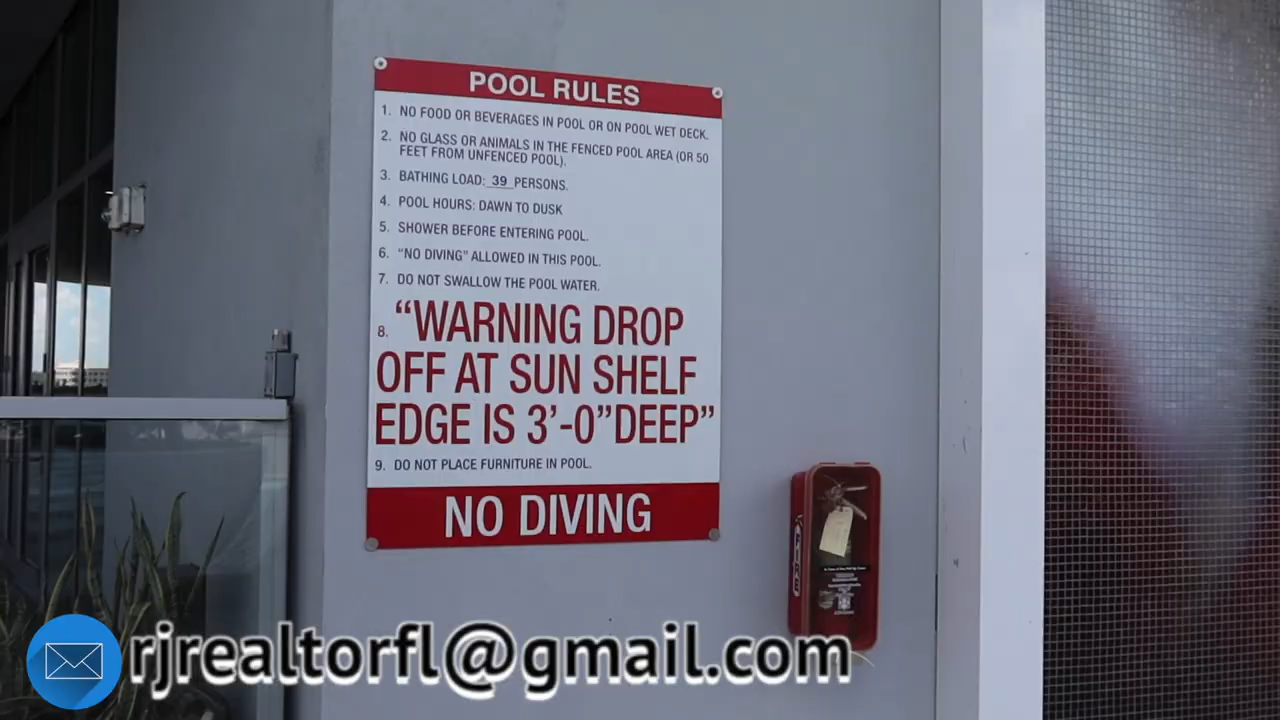 POOL RULES
1. NO FOOD OR BEVERAGES IN POOL OR ON POOL WET DECK.
2. NO GLASS OR ANIMALS IN THE FENCED POOL AREA (OR 50
FEET FROM UNFENCED POOL).
3. BATHING LOAD: 39 PERSONS.
4. POOL HOURS: DAWN TO DUSK
5. SHOWER BEFORE ENTERING POOL.
6. “NO DIVING” ALLOWED IN THIS POOL.
7. DO NOT SWALLOW THE POOL WATER.
8. “WARNING DROP
OFF AT SUN SHELF
EDGE IS 3’-0”DEEP”
9. DO NOT PLACE FURNITURE IN POOL.
NO DIVING
rjrealtorfl@gmail.com